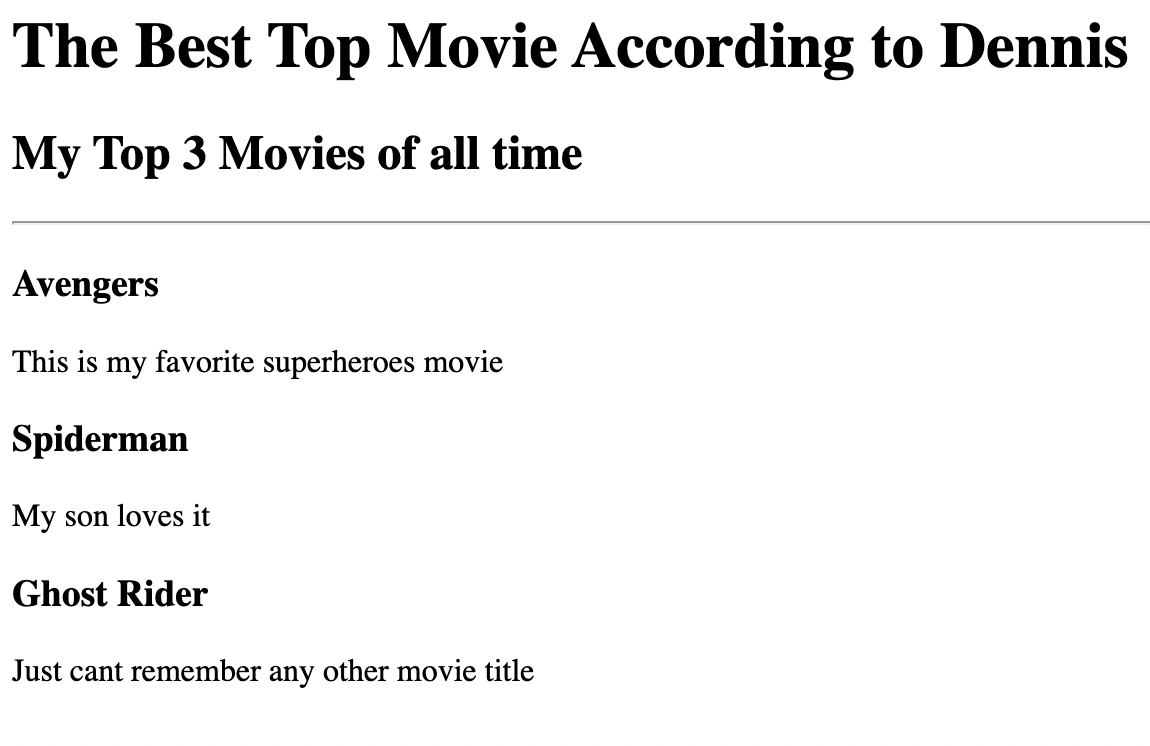 The Best Top Movie According to Dennis
My Top 3 Movies of all time
Avengers
This is my favorite superheroes movie
Spiderman
My son loves it
Ghost Rider
Just cant remember any other movie title